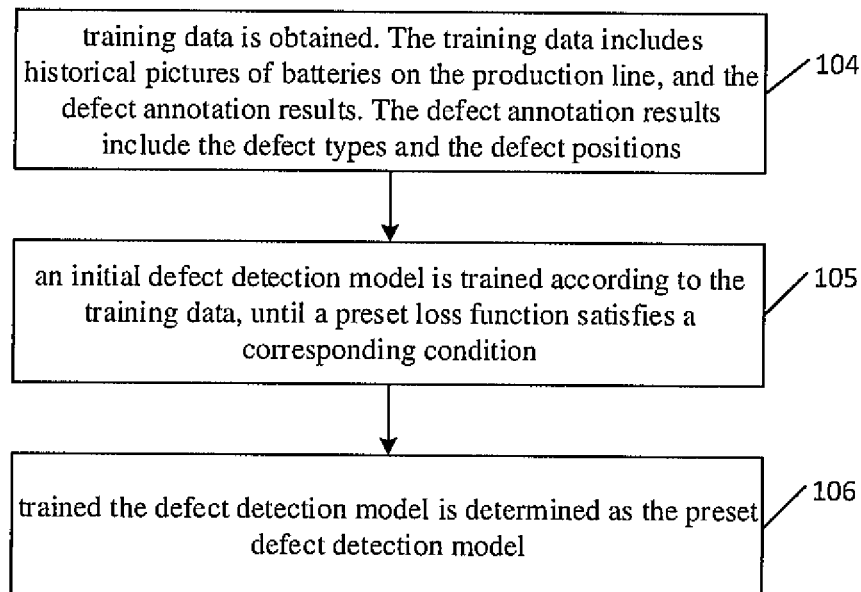 training data is obtained. The training data includes
historical pictures of batteries on the production line, and the
defect annotation results. The defect annotation results
include the defect types and the defect positions
104
an initial defect detection model is trained according to the
training data, until a preset loss function satisfies a
corresponding condition
105
trained the defect detection model is determined as the preset
defect detection model
106